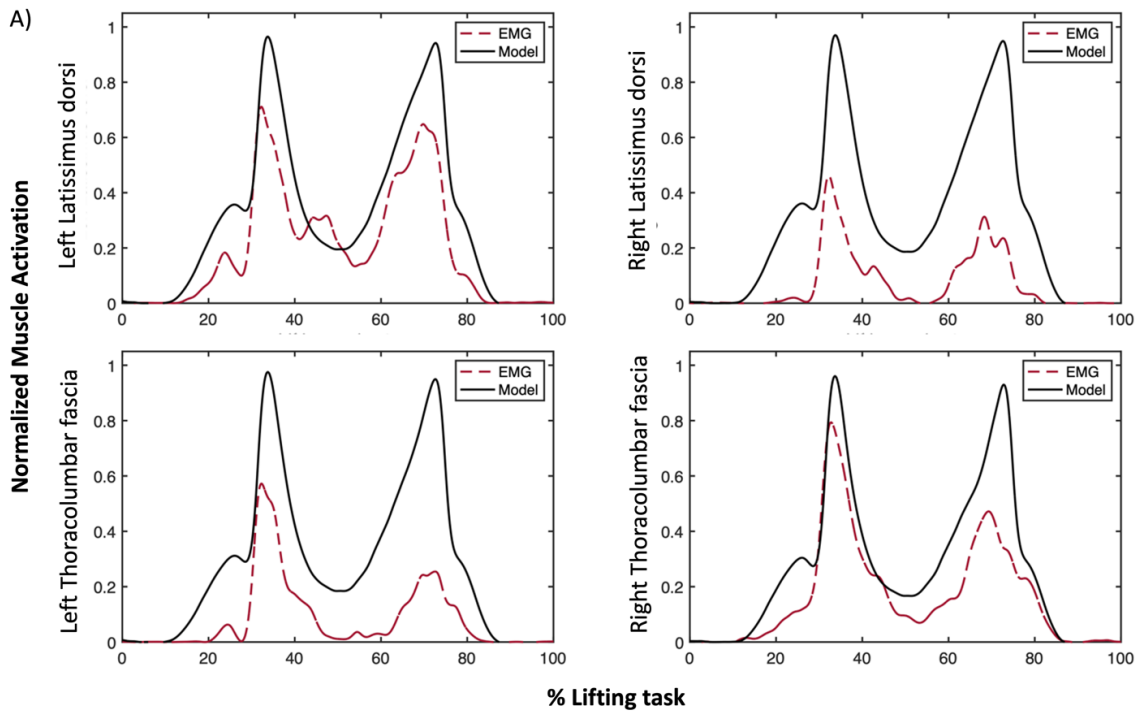 A)
Normalized Muscle Activation
Left Latissimus dorsi
1
0.8
0.6
0.4
0.2
0
0 20 40 60 80 100
EMG
Model
Right Latissimus dorsi
1
0.8
0.6
0.4
0.2
0
0 20 40 60 80 100
EMG
Model
Left Thoracolumbar fascia
1
0.8
0.6
0.4
0.2
0
0 20 40 60 80 100
EMG
Model
Right Thoracolumbar fascia
1
0.8
0.6
0.4
0.2
0
0 20 40 60 80 100
EMG
Model
% Lifting task